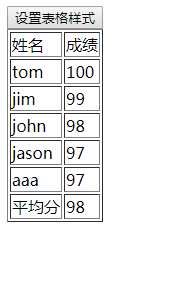 设置表格样式
姓名 成绩
tom 100
jim 99
john 98
jason 97
aaa 97
平均分 98